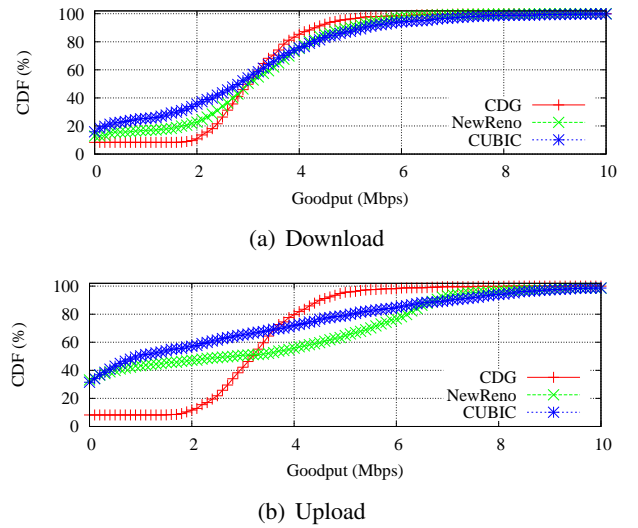 100
80
60
40
20
0
CDF (%)
CDG
NewReno
CUBIC
0 2 4 6 8 10
Goodput (Mbps)
(a) Download
100
80
60
40
20
0
CDF (%)
CDG
NewReno
CUBIC
0 2 4 6 8 10
Goodput (Mbps)
(b) Upload